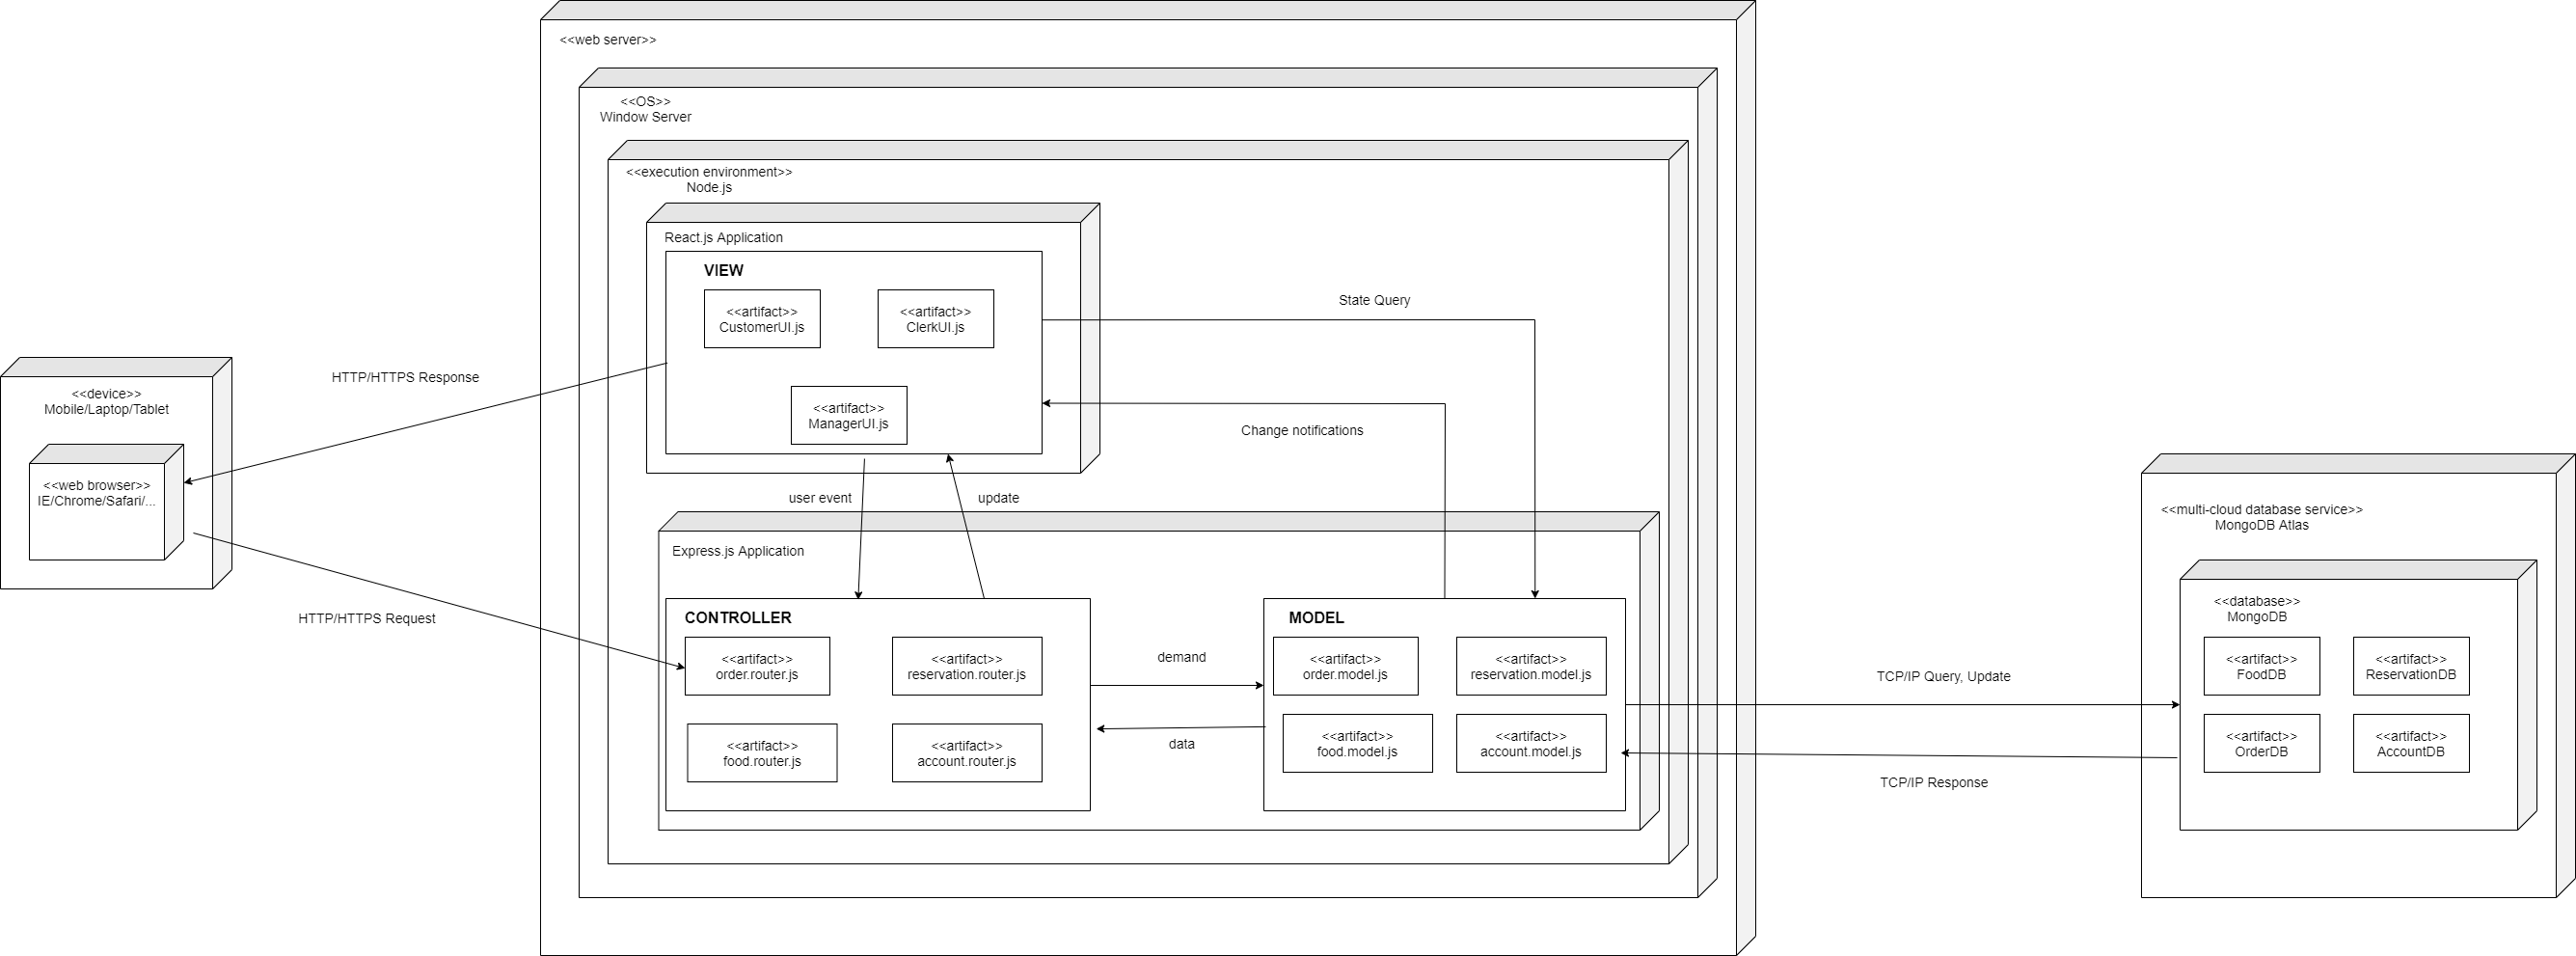 <<web server>>
<<OS>>
Window Server
<<execution environment>>
Node.js
React.js Application
VIEW
<<artifact>>
CustomerUI.js
<<artifact>>
ClerkUI.js
<<artifact>>
ManagerUI.js
State Query
Change notifications
HTTP/HTTPS Response
<<device>>
Mobile/Laptop/Tablet
<<web browser>>
IE/Chrome/Safari/...
HTTP/HTTPS Request
user event
update
Express.js Application
CONTROLLER
<<artifact>>
order.router.js
<<artifact>>
reservation.router.js
<<artifact>>
food.router.js
<<artifact>>
account.router.js
demand
data
MODEL
<<artifact>>
order.model.js
<<artifact>>
reservation.model.js
<<artifact>>
food.model.js
<<artifact>>
account.model.js
TCP/IP Query, Update
TCP/IP Response
<<multi-cloud database service>>
MongoDB Atlas
<<database>>
MongoDB
<<artifact>>
FoodDB
<<artifact>>
ReservationDB
<<artifact>>
OrderDB
<<artifact>>
AccountDB